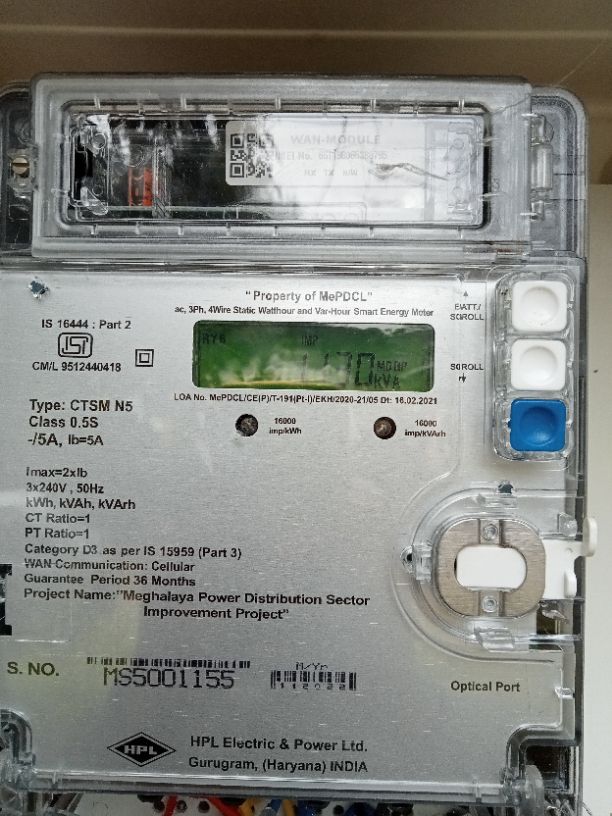 WAN-MODULE
"Property of MePDCL"
ac, 3Ph, 4Wire Static Watthour and Var-Hour Smart Energy Meter
IS 16444 : Part 2
ISI
CM/L 9512440418
BATT./
SCROLL
SCROLL
RYB IMP
kVA
LOA No. MePDCL/CE(P)/T-191(Pt-I)/EKH/2020-21/05 Dt: 16.02.2021
Type: CTSM N5
Class 0.5S
-/5A, Ib=5A
16000
imp/kWh
16000
imp/kVArh
Imax=2xIb
3x240V , 50Hz
kWh, kVAh, kVArh
CT Ratio=1
PT Ratio=1
Category D3 as per IS 15959 (Part 3)
WAN Communication: Cellular
Guarantee Period 36 Months
Project Name:"Meghalaya Power Distribution Sector
Improvement Project"
S. NO.
MS5001155
M/Yr
Optical Port
HPL
HPL Electric & Power Ltd.
Gurugram, (Haryana) INDIA